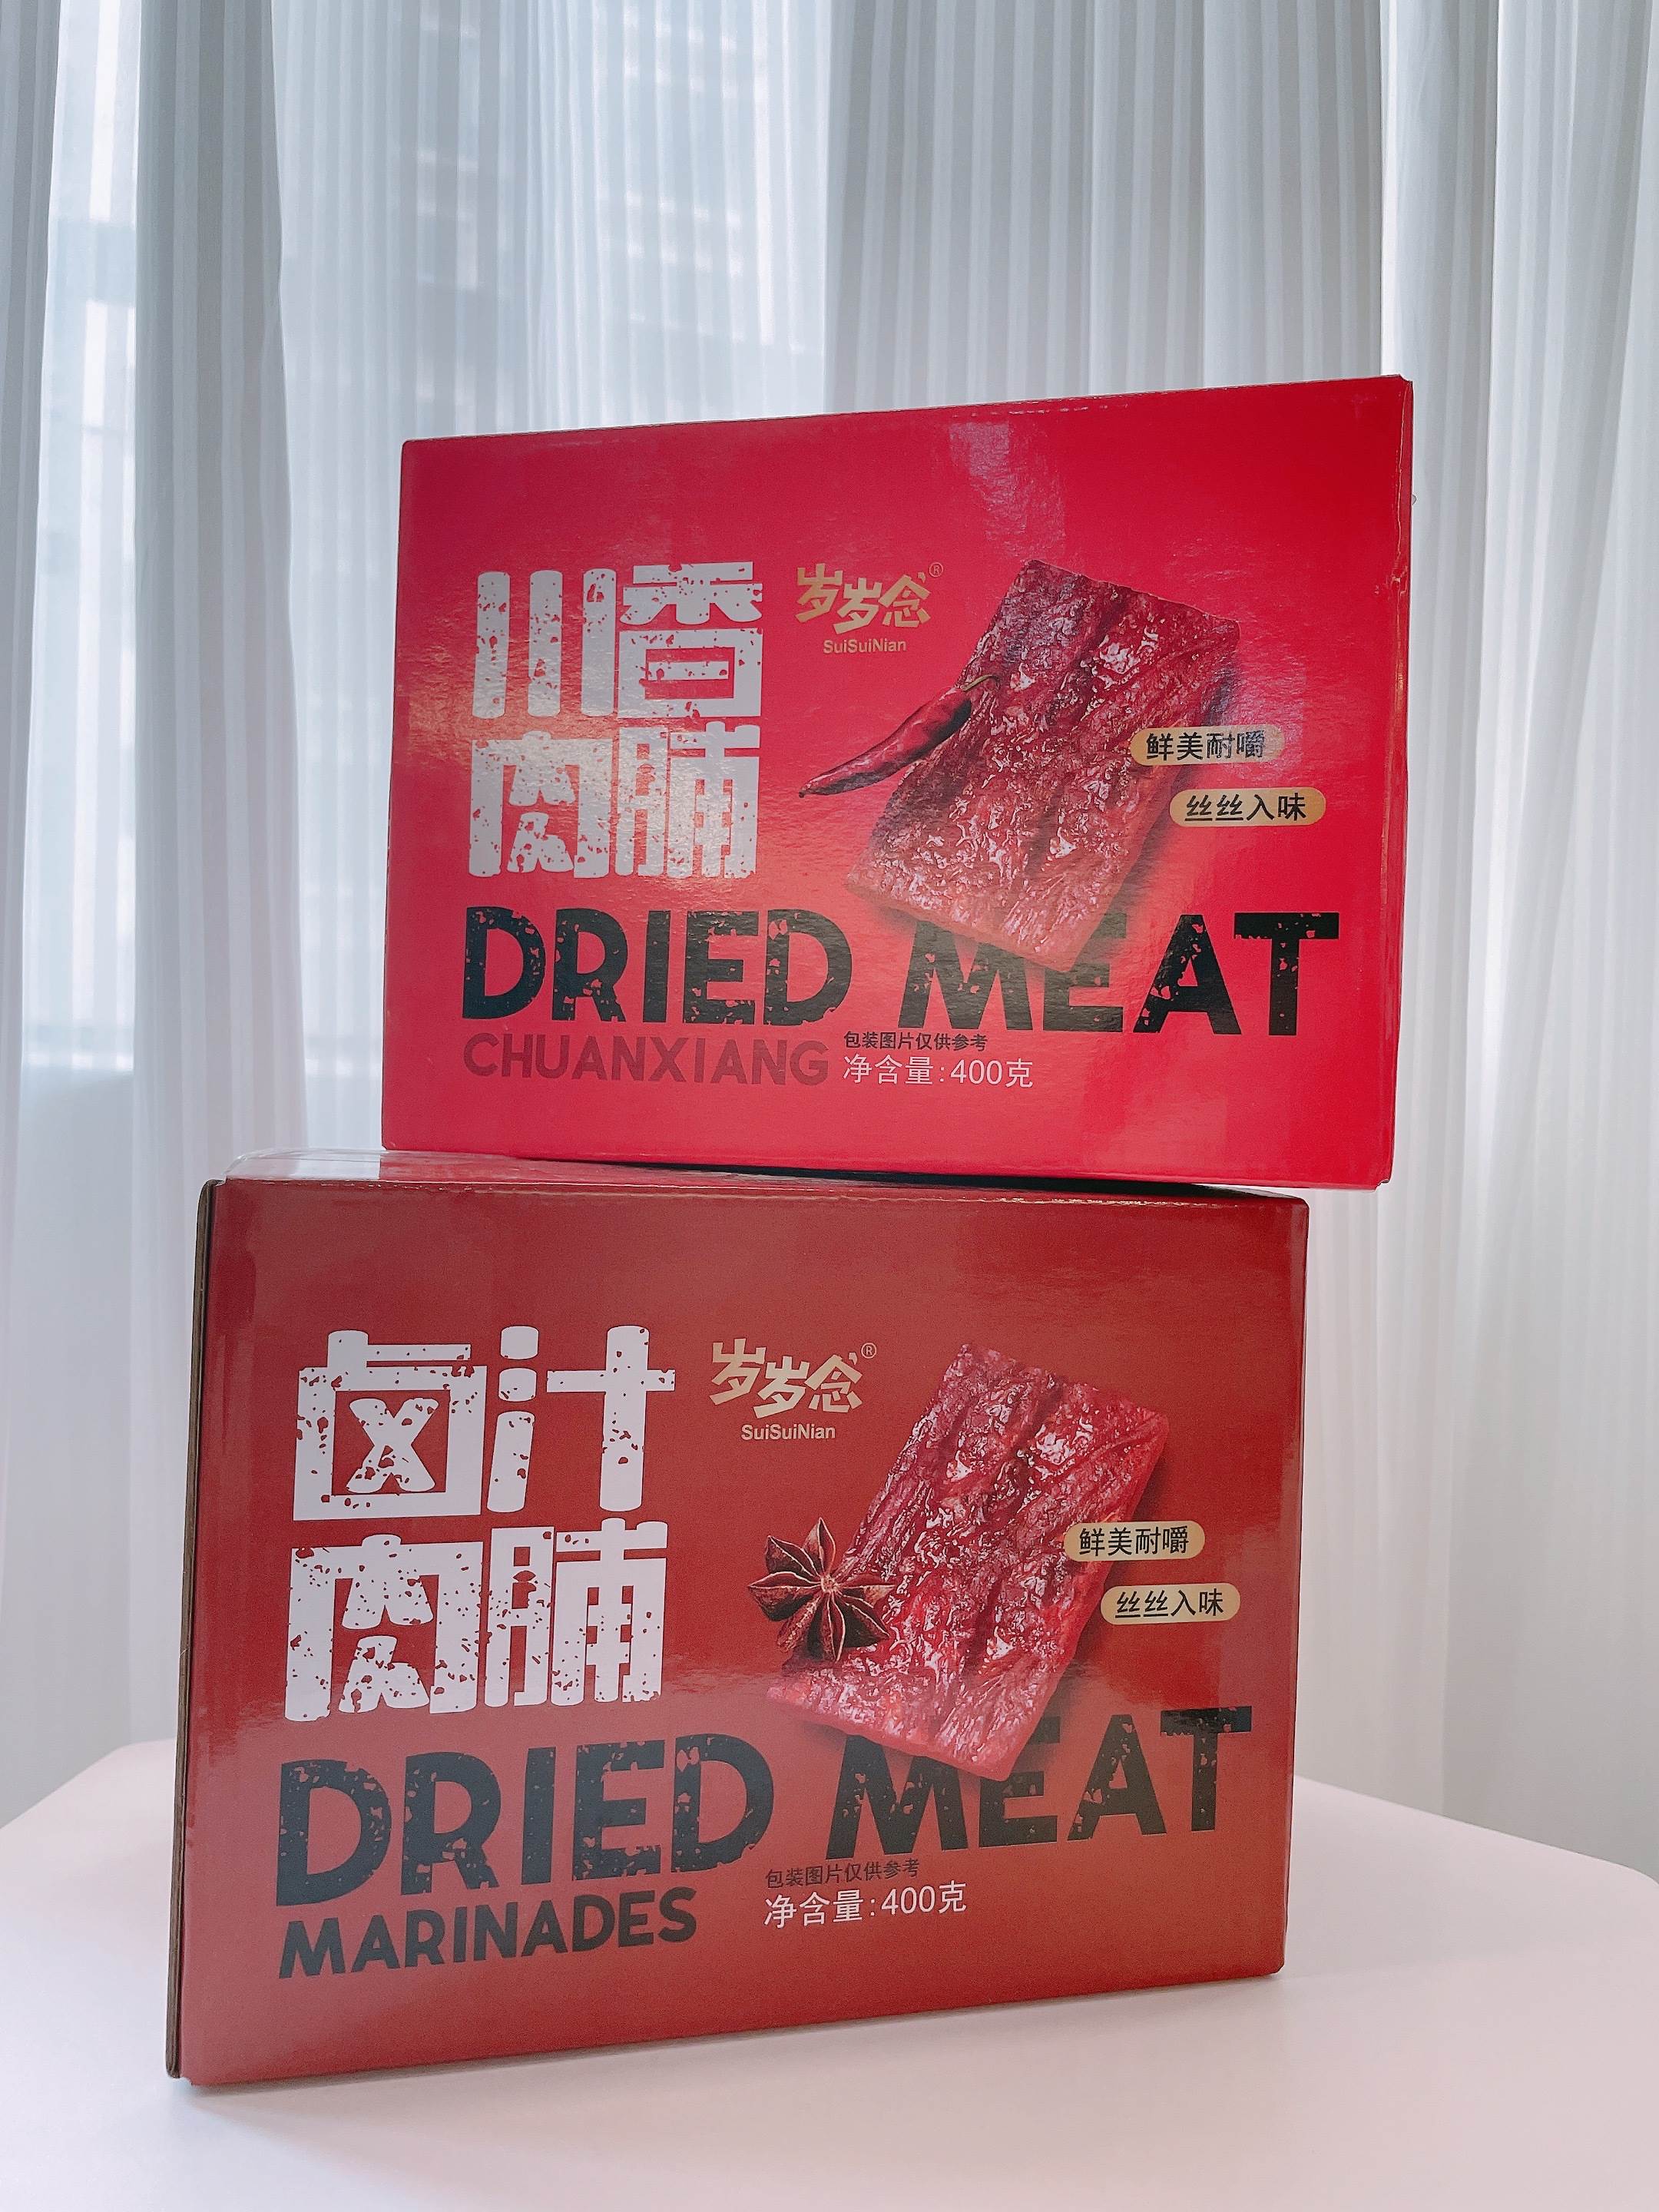 川香
肉脯
岁岁念®
SuiSuiNian
鲜美耐嚼
丝丝入味
DRIED MEAT
CHUANXIANG
包装图片仅供参考
净含量:400克
卤汁
肉脯
岁岁念®
SuiSuiNian
鲜美耐嚼
丝丝入味
DRIED MEAT
MARINADES
包装图片仅供参考
净含量:400克